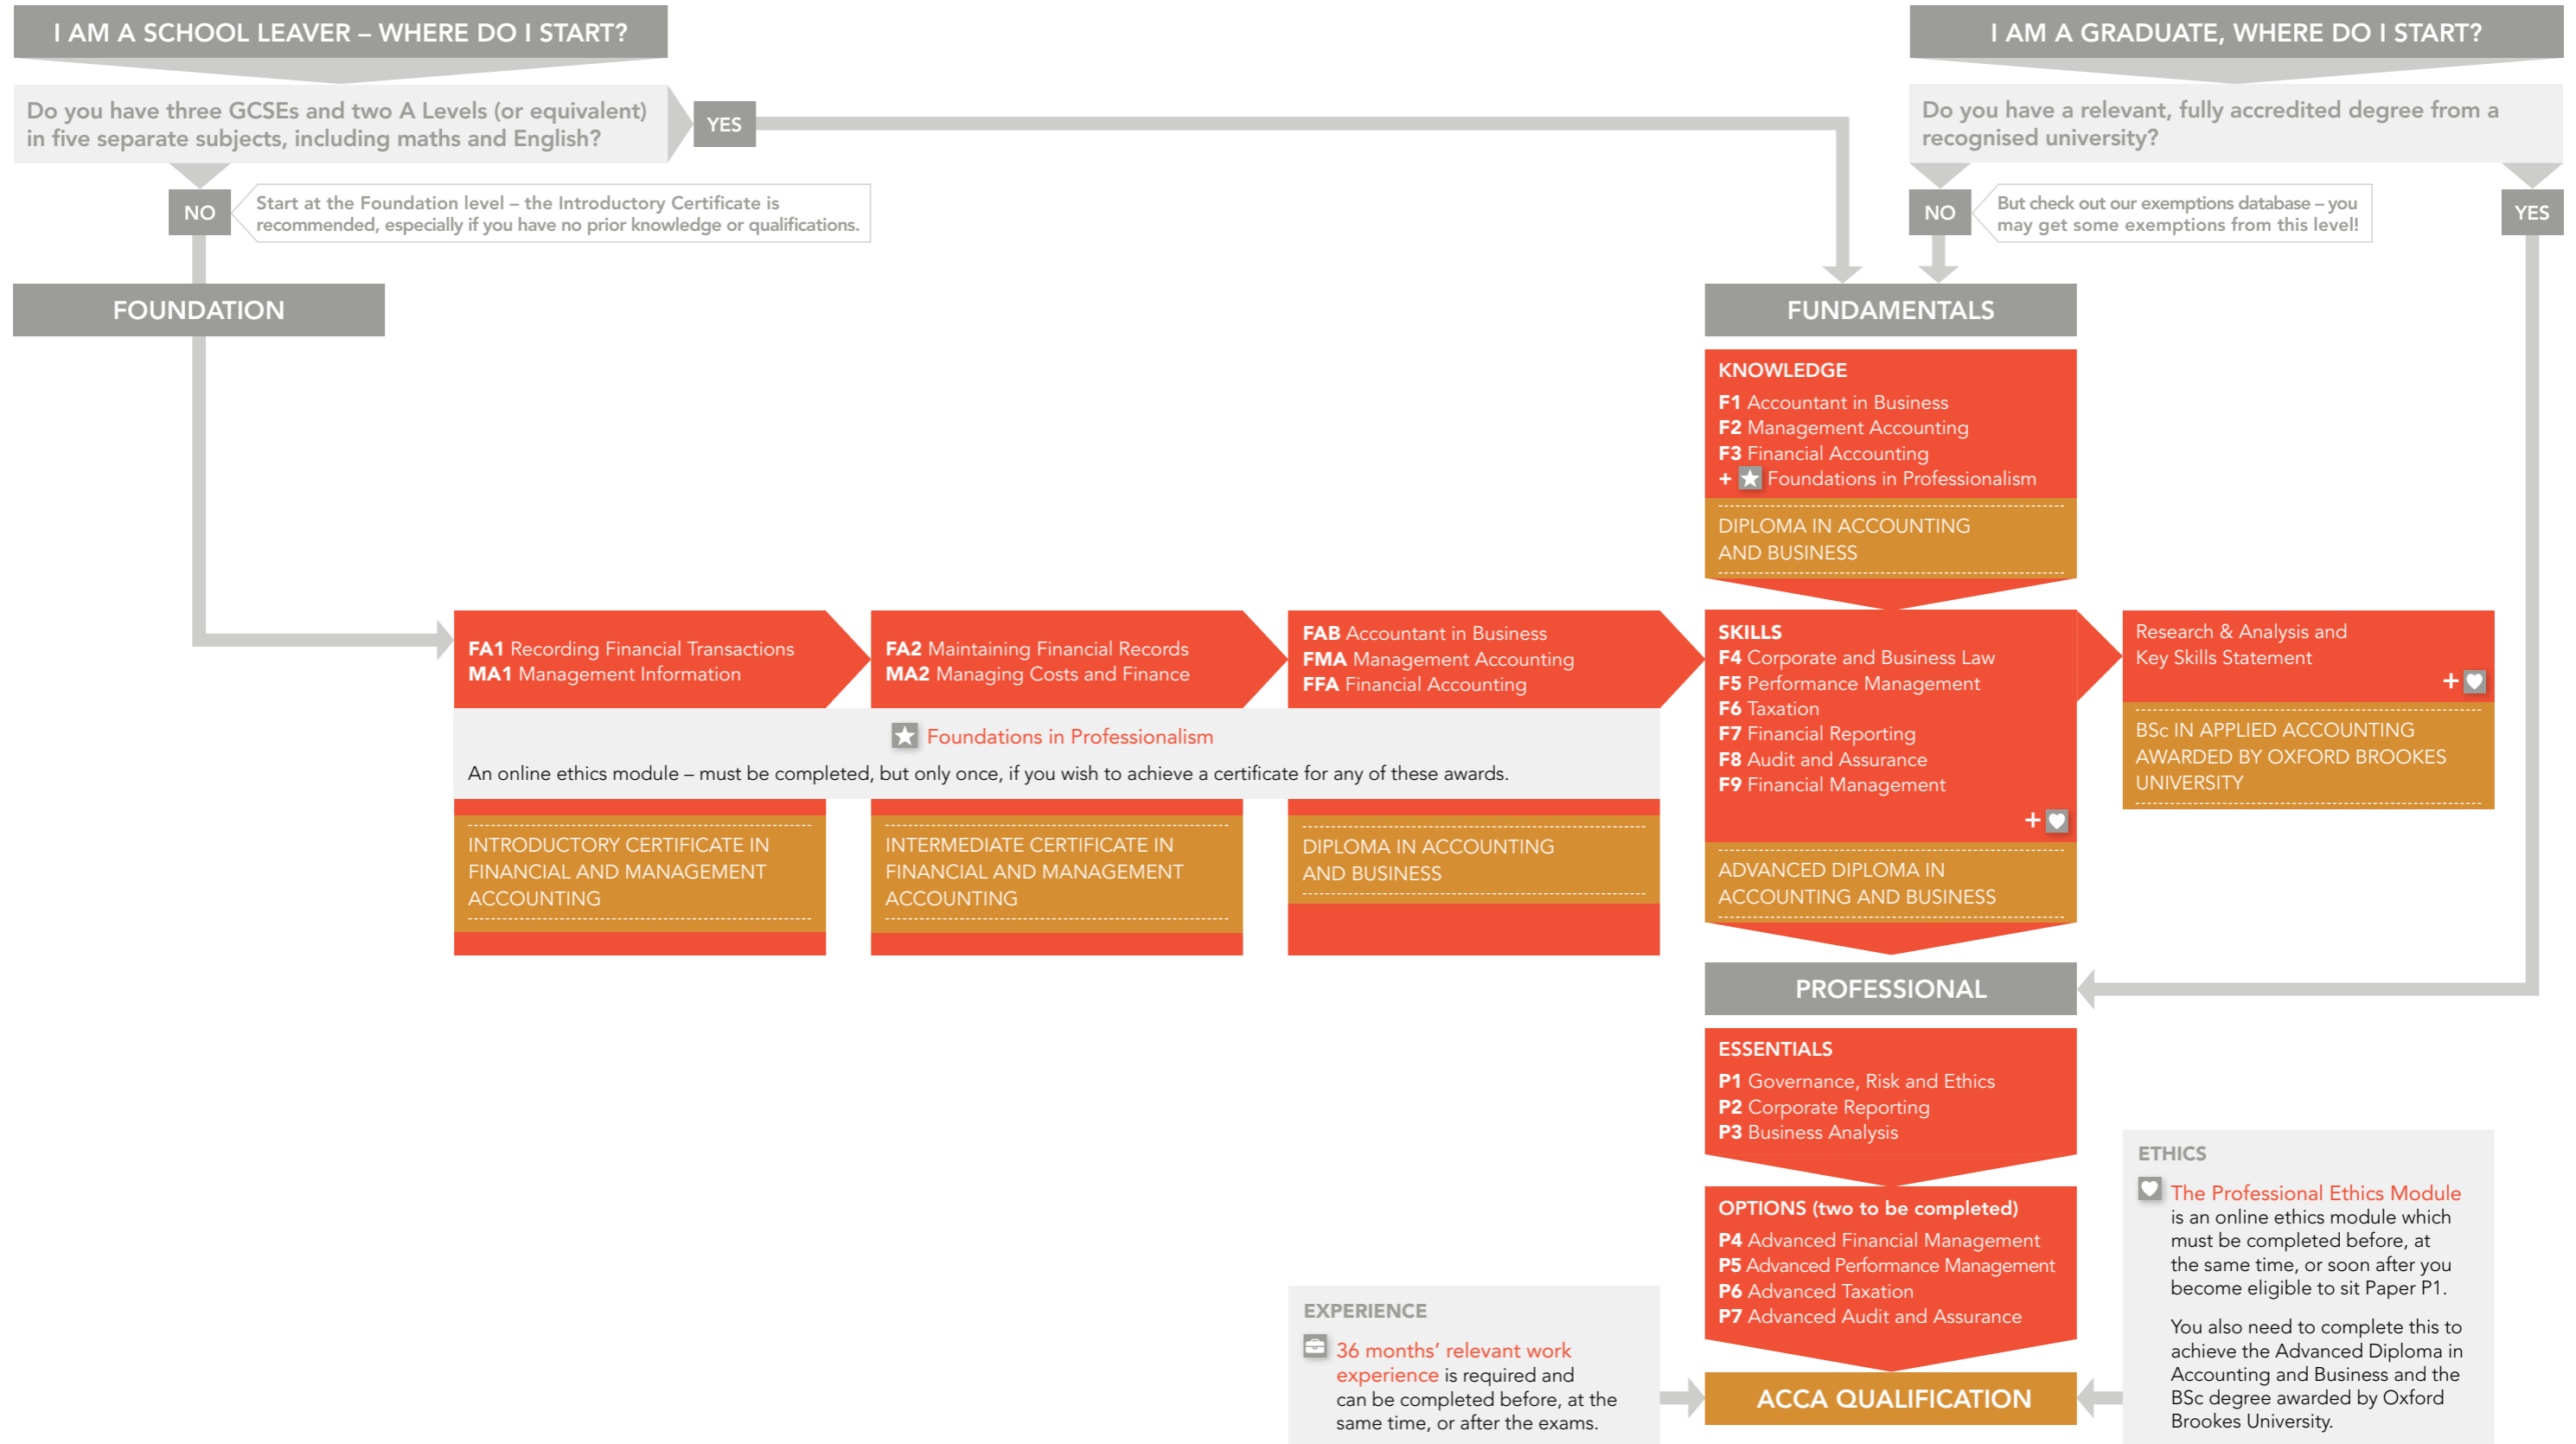 I AM A SCHOOL LEAVER – WHERE DO I START?
Do you have three GCSEs and two A Levels (or equivalent)
in five separate subjects, including maths and English?
YES
NO
Start at the Foundation level – the Introductory Certificate is
recommended, especially if you have no prior knowledge or qualifications.
FOUNDATION
I AM A GRADUATE, WHERE DO I START?
Do you have a relevant, fully accredited degree from a
recognised university?
NO
But check out our exemptions database – you
may get some exemptions from this level!
YES
FUNDAMENTALS
KNOWLEDGE
F1 Accountant in Business
F2 Management Accounting
F3 Financial Accounting
+ Foundations in Professionalism
DIPLOMA IN ACCOUNTING
AND BUSINESS
FA1 Recording Financial Transactions
MA1 Management Information
FA2 Maintaining Financial Records
MA2 Managing Costs and Finance
FAB Accountant in Business
FMA Management Accounting
FFA Financial Accounting
Foundations in Professionalism
An online ethics module – must be completed, but only once, if you wish to achieve a certificate for any of these awards.
INTRODUCTORY CERTIFICATE IN
FINANCIAL AND MANAGEMENT
ACCOUNTING
INTERMEDIATE CERTIFICATE IN
FINANCIAL AND MANAGEMENT
ACCOUNTING
DIPLOMA IN ACCOUNTING
AND BUSINESS
SKILLS
F4 Corporate and Business Law
F5 Performance Management
F6 Taxation
F7 Financial Reporting
F8 Audit and Assurance
F9 Financial Management
+
ADVANCED DIPLOMA IN
ACCOUNTING AND BUSINESS
Research & Analysis and
Key Skills Statement
+
BSc IN APPLIED ACCOUNTING
AWARDED BY OXFORD BROOKES
UNIVERSITY
PROFESSIONAL
ESSENTIALS
P1 Governance, Risk and Ethics
P2 Corporate Reporting
P3 Business Analysis
OPTIONS (two to be completed)
P4 Advanced Financial Management
P5 Advanced Performance Management
P6 Advanced Taxation
P7 Advanced Audit and Assurance
EXPERIENCE
36 months’ relevant work
experience is required and
can be completed before, at the
same time, or after the exams.
ACCA QUALIFICATION
ETHICS
The Professional Ethics Module
is an online ethics module which
must be completed before, at
the same time, or soon after you
become eligible to sit Paper P1.
You also need to complete this to
achieve the Advanced Diploma in
Accounting and Business and the
BSc degree awarded by Oxford
Brookes University.